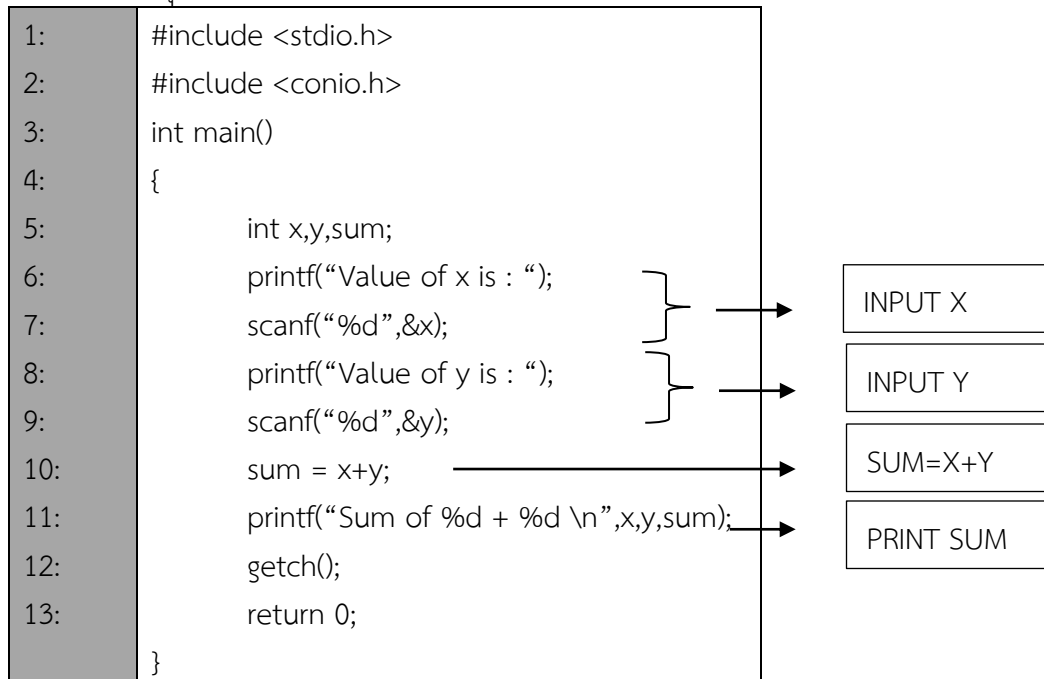 1: #include <stdio.h>
2: #include <conio.h>
3: int main()
4: {
5: int x,y,sum;
6: printf(“Value of x is : “);
INPUT X
7: scanf(“%d”,&x);
8: printf(“Value of y is : “);
INPUT Y
9: scanf(“%d”,&y);
10: sum = x+y;
SUM=X+Y
11: printf(“Sum of %d + %d \n”,x,y,sum);
PRINT SUM
12: getch();
13: return 0;
}